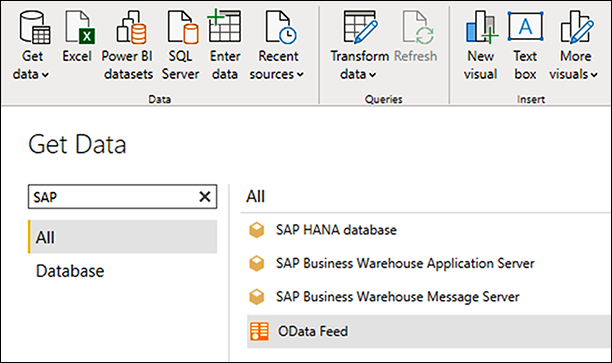 Get data
Excel
Power BI datasets
SQL Server
Enter data
Recent sources
Transform data
Refresh
New visual
Text box
More visuals
Data
Queries
Insert
Get Data
SAP
All
All
Database
SAP HANA database
SAP Business Warehouse Application Server
SAP Business Warehouse Message Server
OData Feed